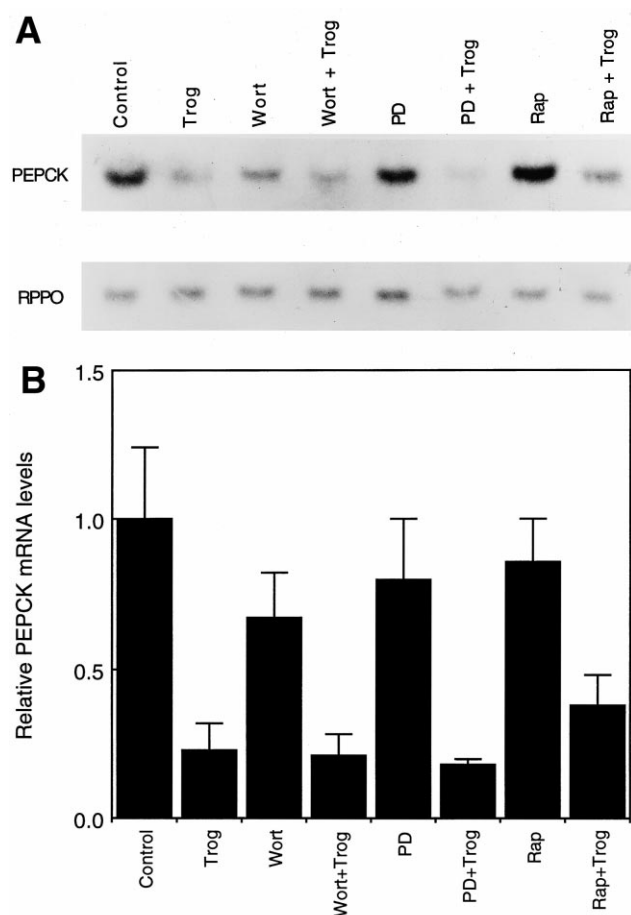 A
Control
Trog
Wort
Wort + Trog
PD
PD + Trog
Rap
Rap + Trog
PEPCK
RPPO
B
Relative PEPCK mRNA levels
1.5
1.0
0.5
0.0
Control
Trog
Wort
Wort+Trog
PD
PD+Trog
Rap
Rap+Trog